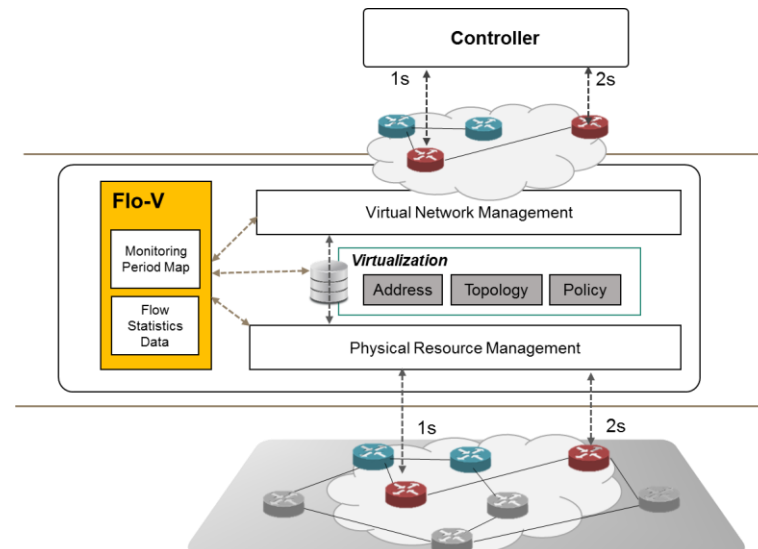 Controller
1s
2s
Flo-V
Virtual Network Management
Monitoring
Period Map
Virtualization
Address
Topology
Policy
Flow
Statistics
Data
Physical Resource Management
1s
2s